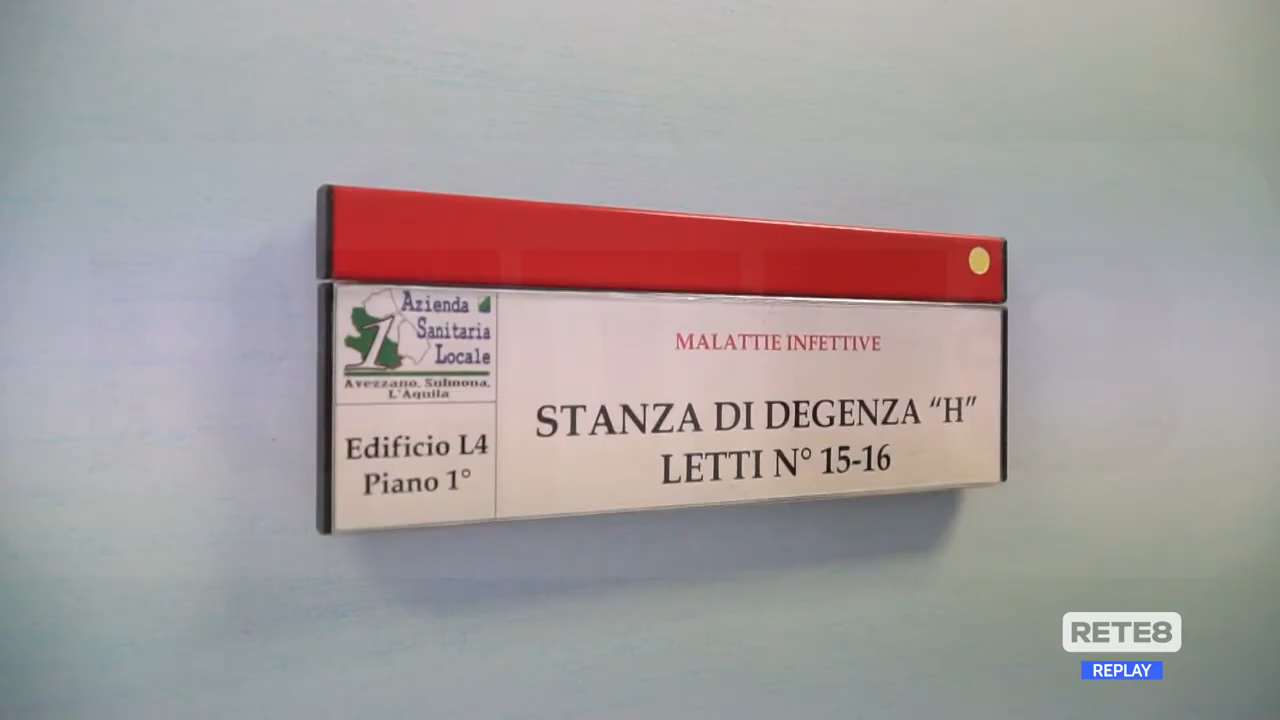 Azienda
Sanitaria
Locale
1
Avezzano, Sulmona,
L'Aquila
Edificio L4
Piano 1°
MALATTIE INFETTIVE
STANZA DI DEGENZA “H”
LETTI N° 15-16
RETE8
REPLAY